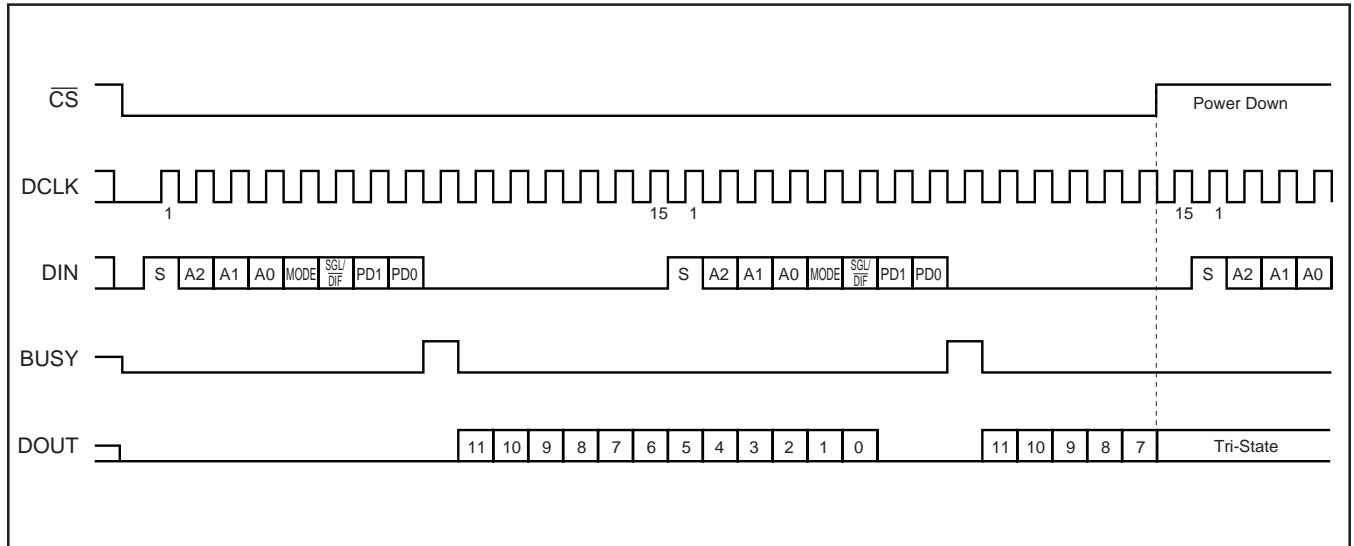 CS Power Down
DCLK
1 15 1 15 1
DIN S A2 A1 A0 MODE SGL/DIF PD1 PD0 S A2 A1 A0 MODE SGL/DIF PD1 PD0 S A2 A1 A0
BUSY
DOUT 11 10 9 8 7 6 5 4 3 2 1 0 11 10 9 8 7 Tri-State